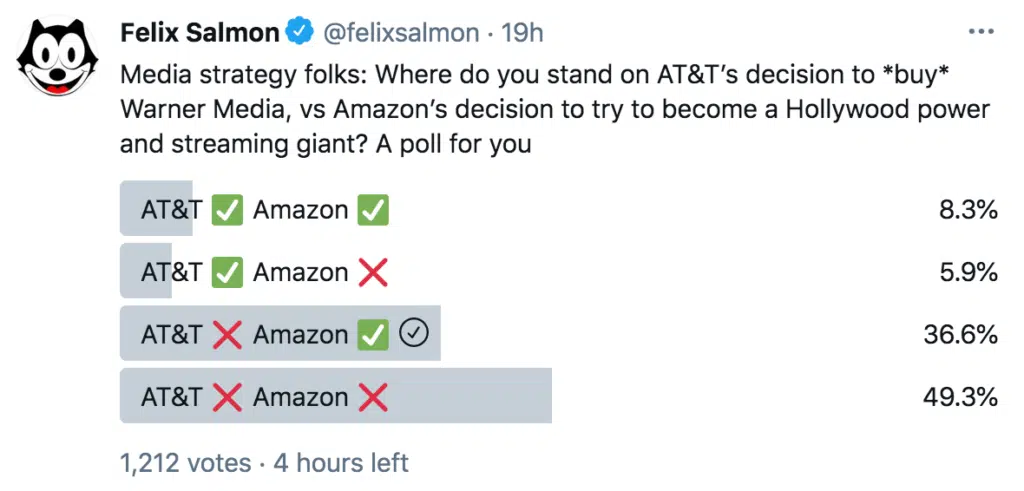 Felix Salmon @felixsalmon · 19h
Media strategy folks: Where do you stand on AT&T’s decision to *buy*
Warner Media, vs Amazon’s decision to try to become a Hollywood power
and streaming giant? A poll for you
AT&T ✅ Amazon ✅ 8.3%
AT&T ✅ Amazon ❌ 5.9%
AT&T ❌ Amazon ✅ 36.6%
AT&T ❌ Amazon ❌ 49.3%
1,212 votes · 4 hours left